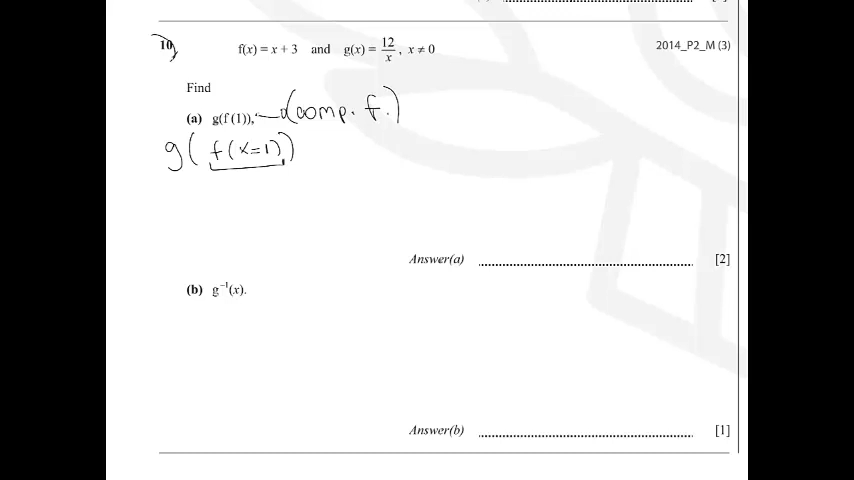 10 f(x) = x + 3 and g(x) = 12/x , x ≠ 0 2014_P2_M (3)
Find
(a) g(f (1)), (comp. f.)
g( f(x=1))
Answer(a) ........................................ [2]
(b) g⁻¹(x).
Answer(b) ........................................ [1]